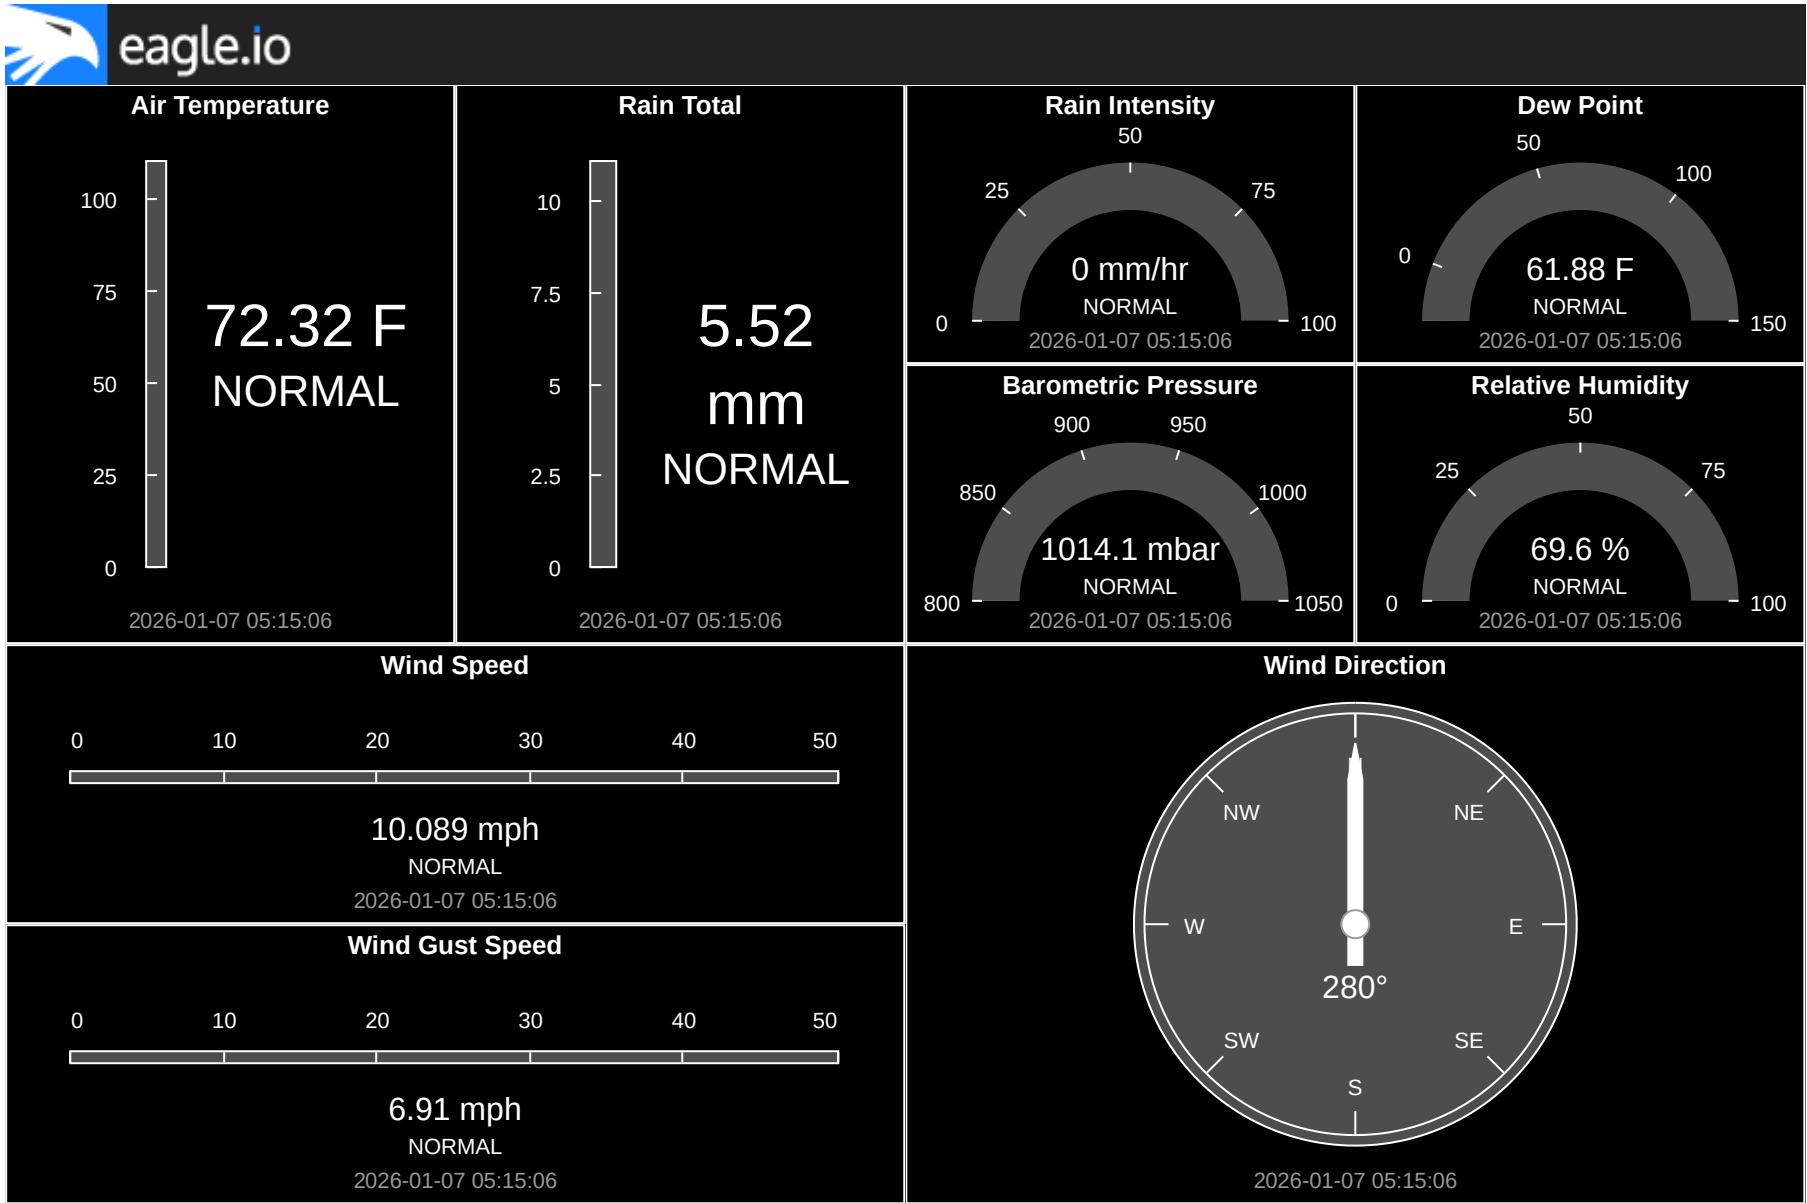 eagle.io
Air Temperature
100
75
50
25
0
72.32 F
NORMAL
2026-01-07 05:15:06
Rain Total
10
7.5
5
2.5
0
5.52
mm
NORMAL
2026-01-07 05:15:06
Rain Intensity
0
25
50
75
100
0 mm/hr
NORMAL
2026-01-07 05:15:06
Dew Point
0
50
100
150
61.88 F
NORMAL
2026-01-07 05:15:06
Barometric Pressure
800
850
900
950
1000
1050
1014.1 mbar
NORMAL
2026-01-07 05:15:06
Relative Humidity
0
25
50
75
100
69.6 %
NORMAL
2026-01-07 05:15:06
Wind Speed
0 10 20 30 40 50
10.089 mph
NORMAL
2026-01-07 05:15:06
Wind Gust Speed
0 10 20 30 40 50
6.91 mph
NORMAL
2026-01-07 05:15:06
Wind Direction
NW NE
W E
280°
SW SE
S
2026-01-07 05:15:06